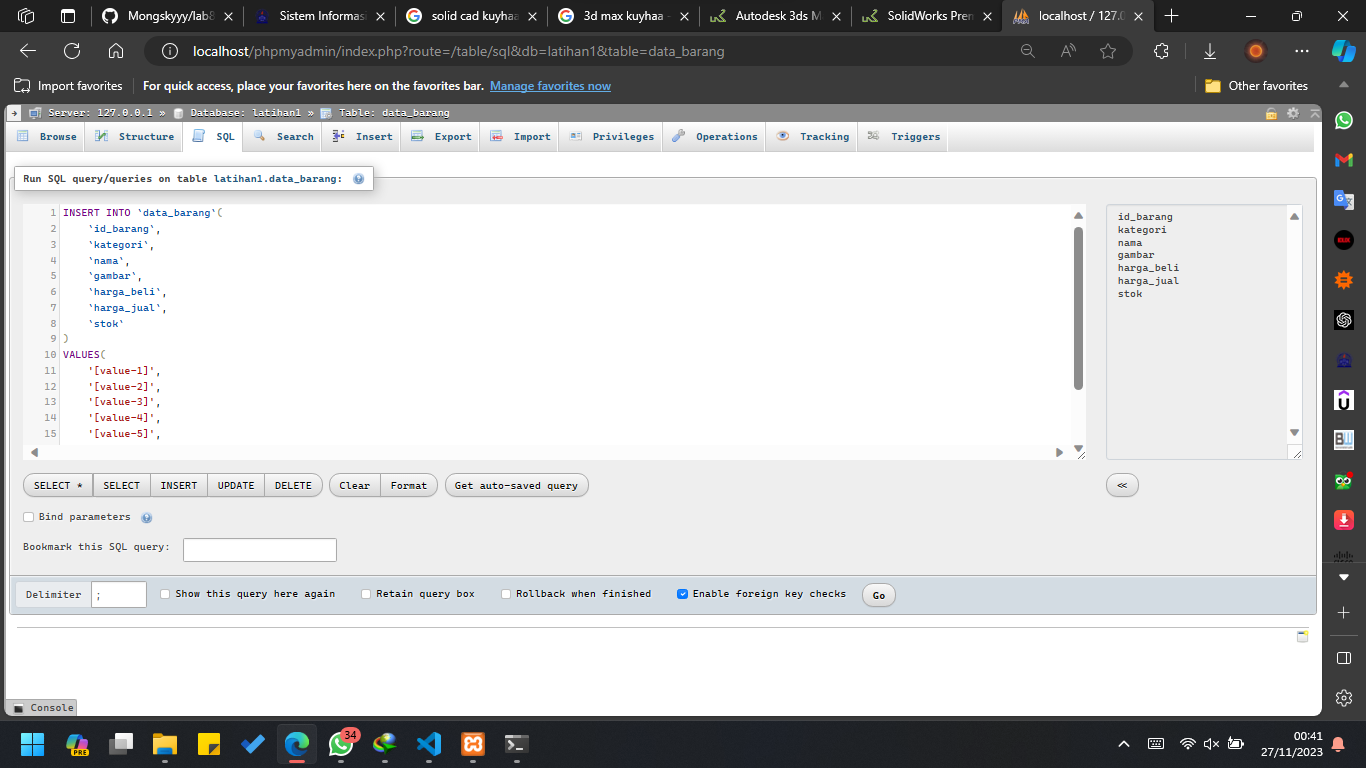 Mongskyyy/lab8
Sistem Informas
solid cad kuyhaa
3d max kuyhaa -
Autodesk 3ds M
SolidWorks Pren
localhost / 127.0
localhost/phpmyadmin/index.php?route=/table/sql&db=latihan1&table=data_barang
Import favorites
For quick access, place your favorites here on the favorites bar. Manage favorites now
Other favorites
Server: 127.0.0.1 » Database: latihan1 » Table: data_barang
Browse
Structure
SQL
Search
Insert
Export
Import
Privileges
Operations
Tracking
Triggers
Run SQL query/queries on table latihan1.data_barang:
1 INSERT INTO `data_barang`(
2 `id_barang`,
3 `kategori`,
4 `nama`,
5 `gambar`,
6 `harga_beli`,
7 `harga_jual`,
8 `stok`
9 )
10 VALUES(
11 '[value-1]',
12 '[value-2]',
13 '[value-3]',
14 '[value-4]',
15 '[value-5]',
id_barang
kategori
nama
gambar
harga_beli
harga_jual
stok
SELECT *
SELECT
INSERT
UPDATE
DELETE
Clear
Format
Get auto-saved query
<<
Bind parameters
Bookmark this SQL query:
Delimiter
;
Show this query here again
Retain query box
Rollback when finished
Enable foreign key checks
Go
Console
PRE
34
00:41
27/11/2023